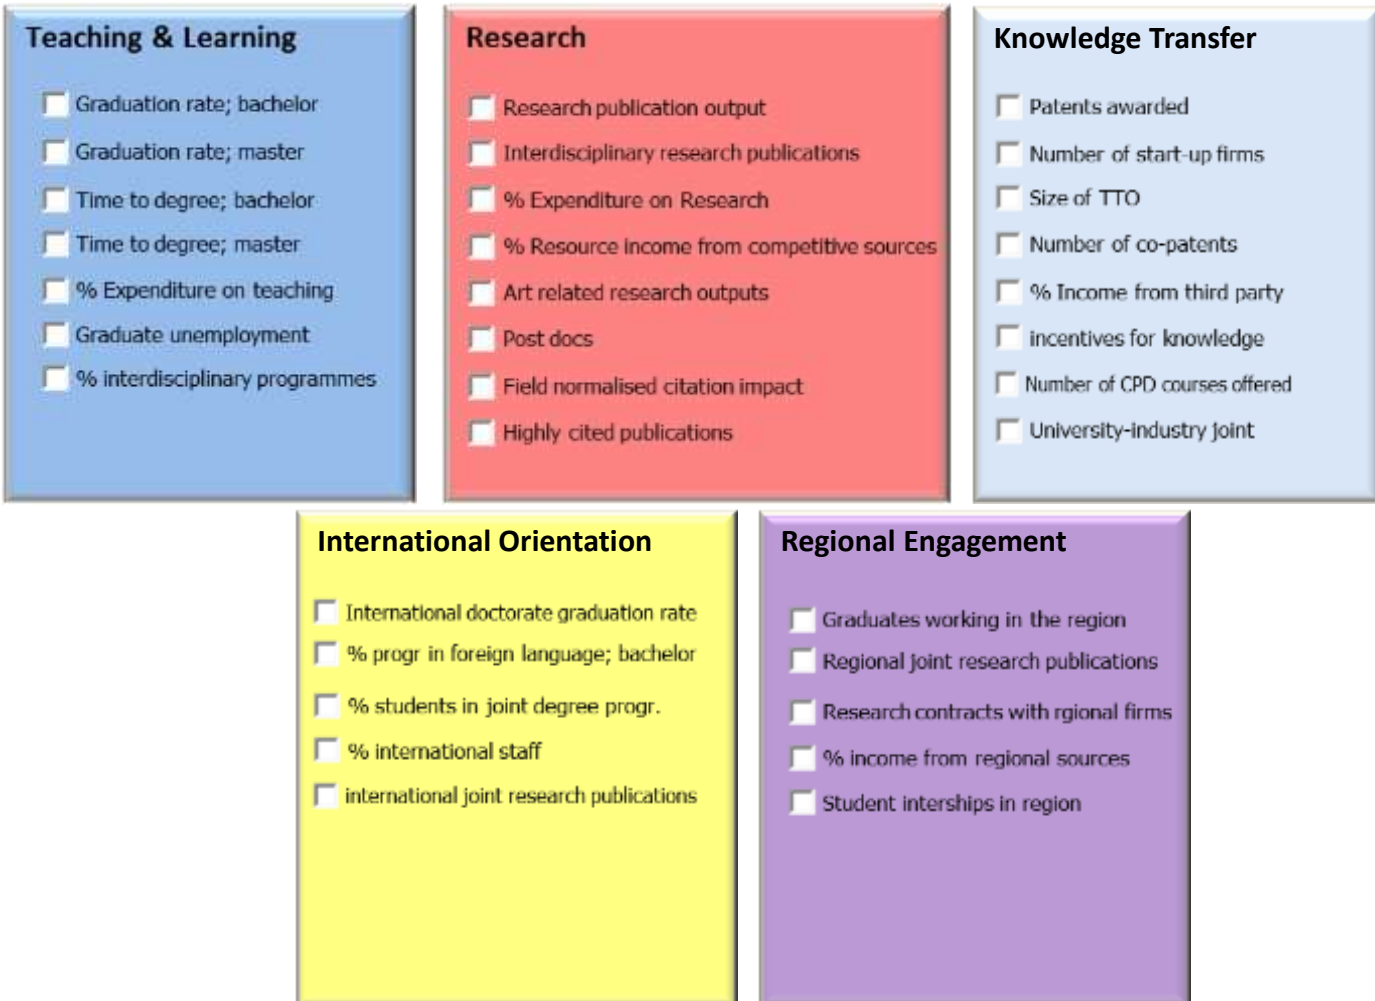 Teaching & Learning
Graduation rate; bachelor
Graduation rate; master
Time to degree; bachelor
Time to degree; master
% Expenditure on teaching
Graduate unemployment
% interdisciplinary programmes
Research
Research publication output
Interdisciplinary research publications
% Expenditure on Research
% Resource income from competitive sources
Art related research outputs
Post docs
Field normalised citation impact
Highly cited publications
Knowledge Transfer
Patents awarded
Number of start-up firms
Size of TTO
Number of co-patents
% Income from third party
incentives for knowledge
Number of CPD courses offered
University-industry joint
International Orientation
International doctorate graduation rate
% progr in foreign language; bachelor
% students in joint degree progr.
% international staff
international joint research publications
Regional Engagement
Graduates working in the region
Regional joint research publications
Research contracts with rgional firms
% income from regional sources
Student interships in region